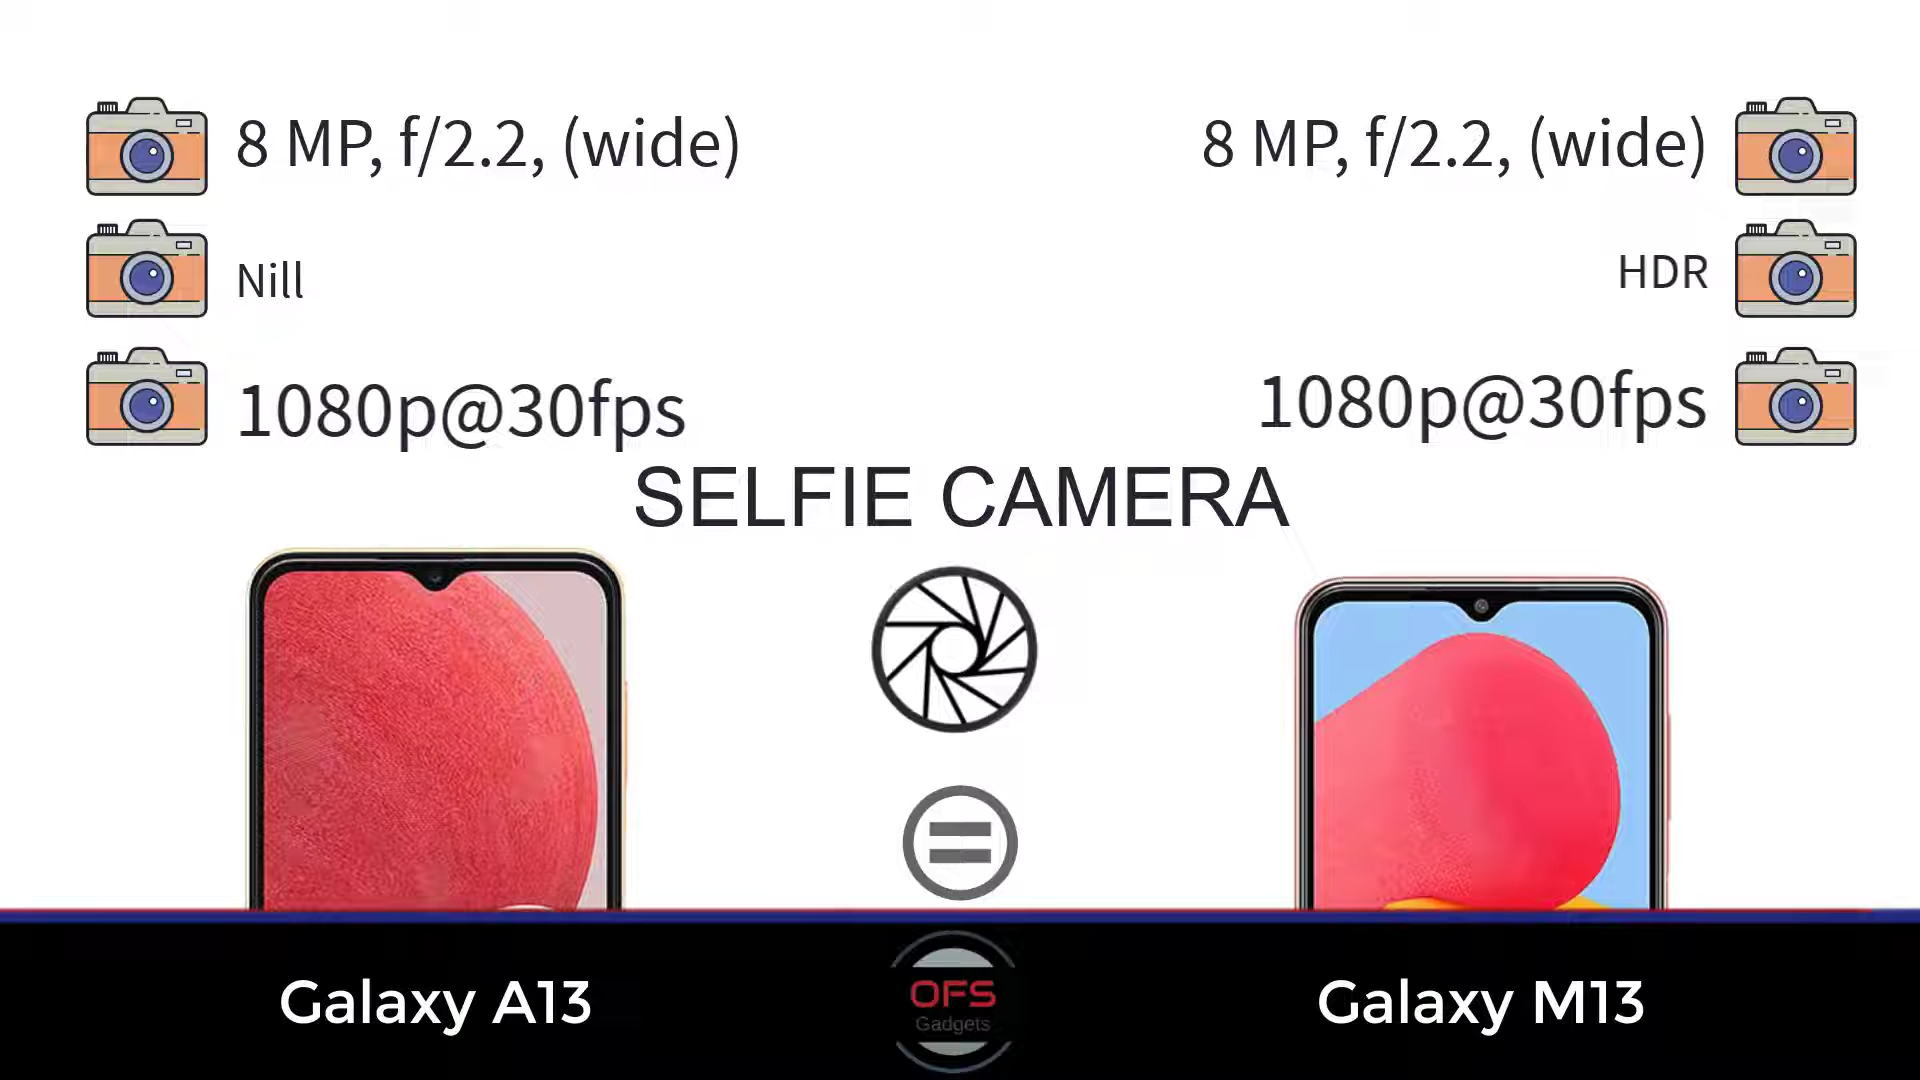 8 MP, f/2.2, (wide)
8 MP, f/2.2, (wide)
Nill
HDR
1080p@30fps
1080p@30fps
SELFIE CAMERA
Galaxy A13
OFS
Gadgets
Galaxy M13